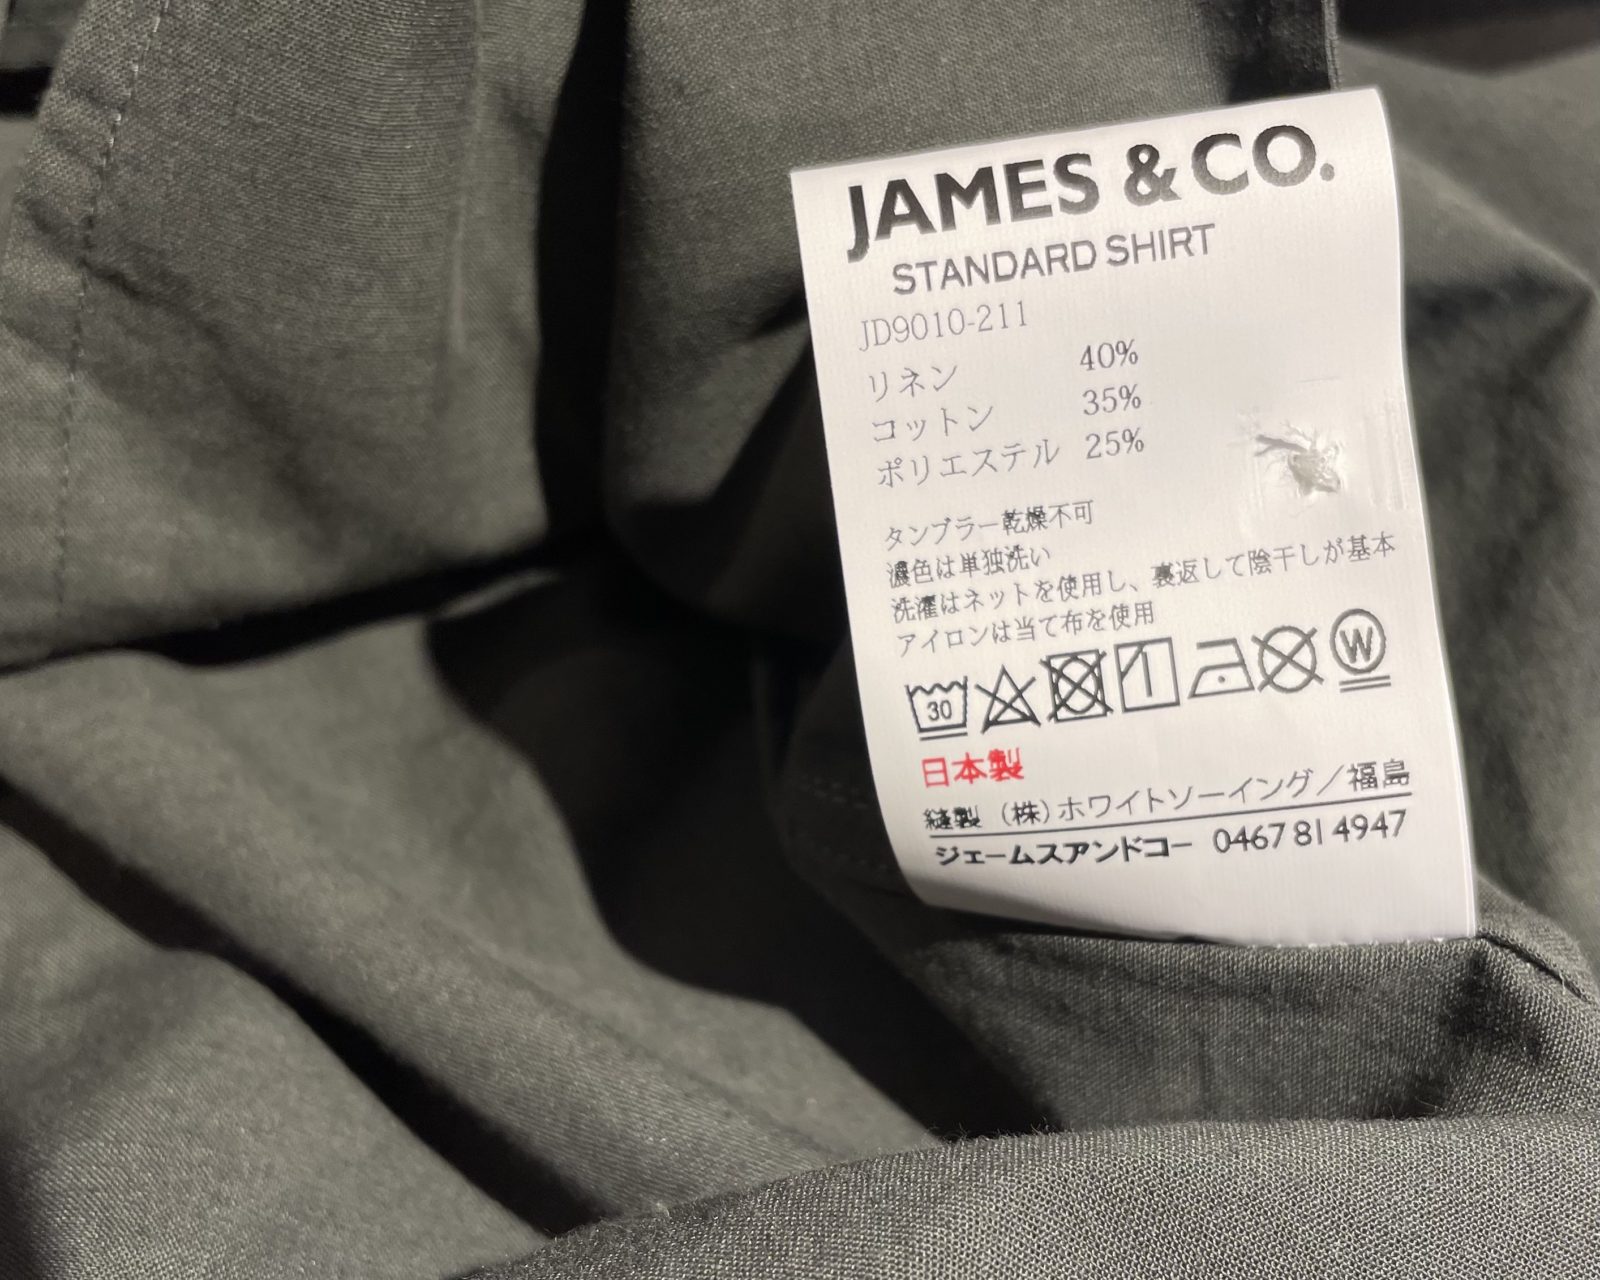 JAMES & CO.
STANDARD SHIRT
JD9010-211
リネン 40%
コットン 35%
ポリエステル 25%
タンブラー乾燥不可
濃色は単独洗い
洗濯はネットを使用し、裏返して陰干しが基本
アイロンは当て布を使用
30 W
日本製
縫製 (株)ホワイトソーイング/福島
ジェームスアンドコー 0467 81 4947